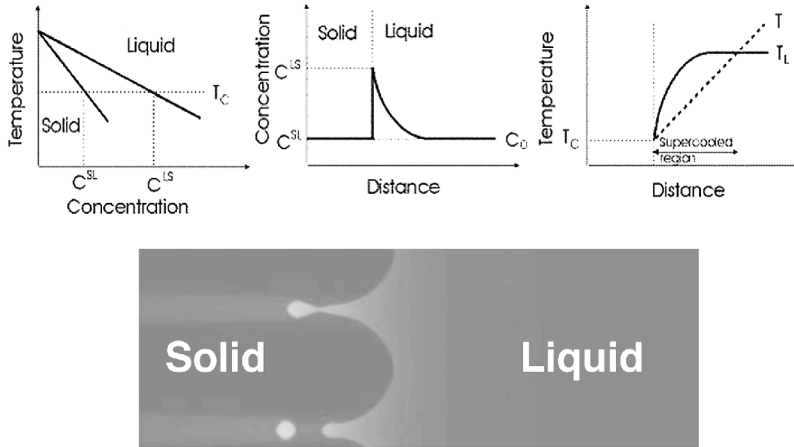 Temperature
Liquid
Solid
T_C
C^SL C^LS
Concentration
Concentration
Solid Liquid
C^LS
C^SL
C_0
Distance
Temperature
T
T_L
T_C
Supercooled
region
Distance
Solid Liquid